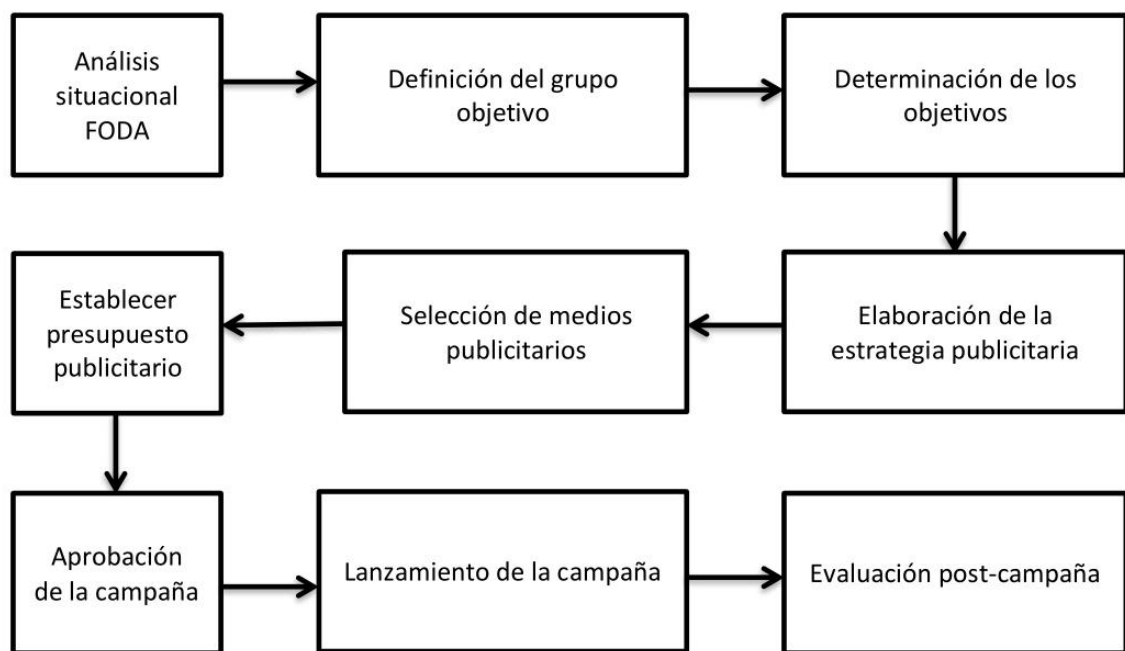 Análisis
situacional
FODA
Definición del grupo
objetivo
Determinación de los
objetivos
Elaboración de la
estrategia publicitaria
Selección de medios
publicitarios
Establecer
presupuesto
publicitario
Aprobación
de la campaña
Lanzamiento de la campaña
Evaluación post-campaña